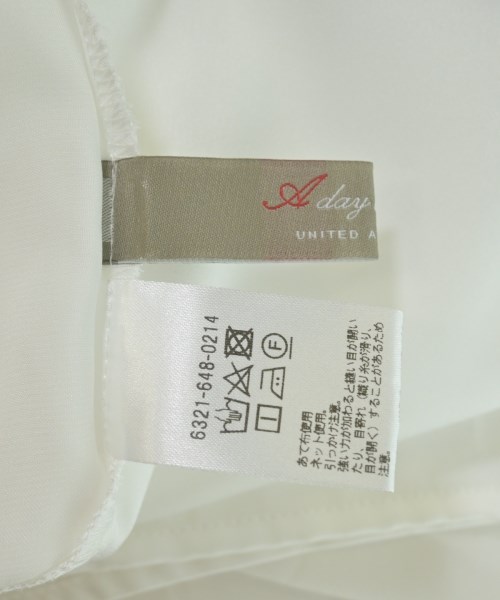 A day
UNITED A
6321-648-0214
あて布使用
ネット使用。
引っかけ注意。
強い力が加わると縫い目が開い
たり、目寄れ（縦り糸が滑り、
目が開く）することがあるため
注意。